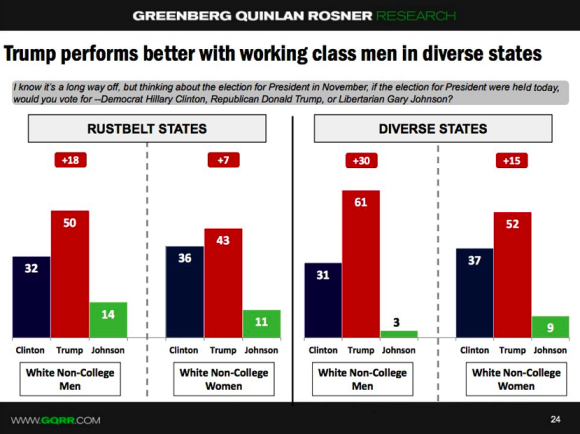 GREENBERG QUINLAN ROSNER RESEARCH
Trump performs better with working class men in diverse states
I know it's a long way off, but thinking about the election for President in November, if the election for President were held today,
would you vote for --Democrat Hillary Clinton, Republican Donald Trump, or Libertarian Gary Johnson?
RUSTBELT STATES
DIVERSE STATES
+18
+7
+30
+15
32
50
14
36
43
11
31
61
3
37
52
9
Clinton Trump Johnson
Clinton Trump Johnson
Clinton Trump Johnson
Clinton Trump Johnson
White Non-College
Men
White Non-College
Women
White Non-College
Men
White Non-College
Women
WWW.GQRR.COM
24